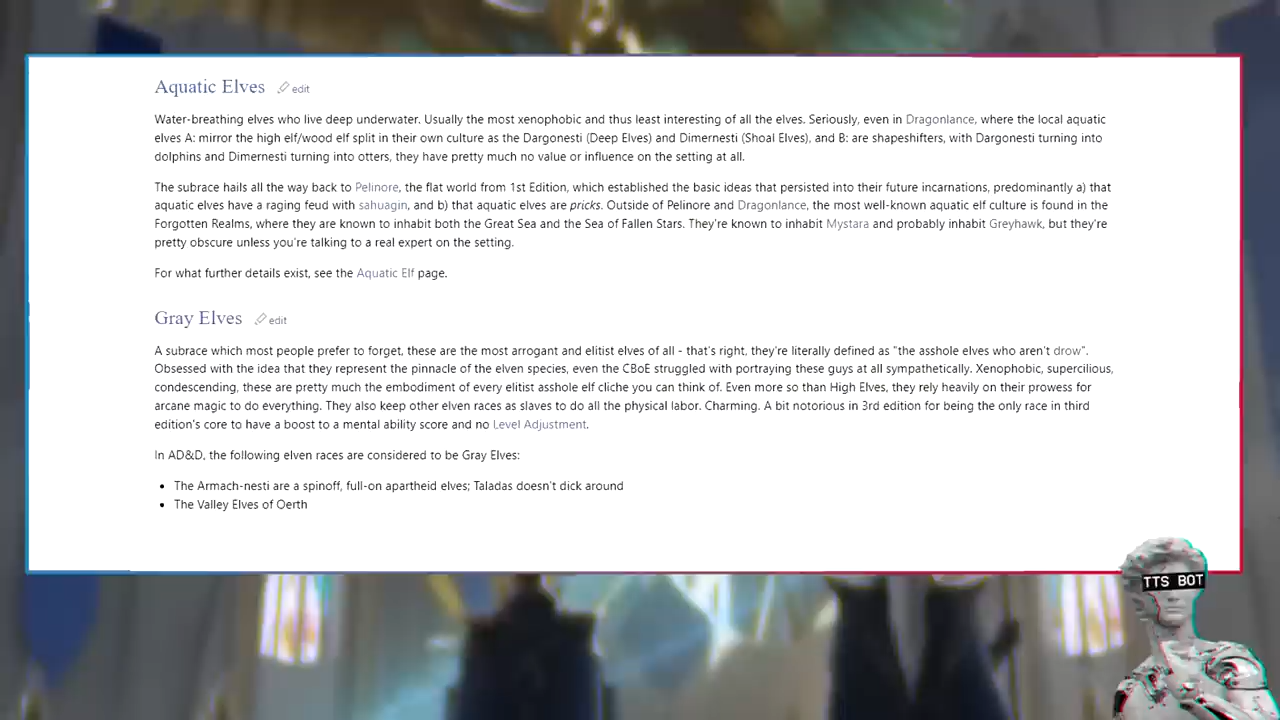 Aquatic Elves edit
Water-breathing elves who live deep underwater. Usually the most xenophobic and thus least interesting of all the elves. Seriously, even in Dragonlance, where the local aquatic
elves A: mirror the high elf/wood elf split in their own culture as the Dargonesti (Deep Elves) and Dimernesti (Shoal Elves), and B: are shapeshifters, with Dargonesti turning into
dolphins and Dimernesti turning into otters, they have pretty much no value or influence on the setting at all.
The subrace hails all the way back to Pelinore, the flat world from 1st Edition, which established the basic ideas that persisted into their future incarnations, predominantly a) that
aquatic elves have a raging feud with sahuagin, and b) that aquatic elves are pricks. Outside of Pelinore and Dragonlance, the most well-known aquatic elf culture is found in the
Forgotten Realms, where they are known to inhabit both the Great Sea and the Sea of Fallen Stars. They're known to inhabit Mystara and probably inhabit Greyhawk, but they're
pretty obscure unless you're talking to a real expert on the setting.
For what further details exist, see the Aquatic Elf page.
Gray Elves edit
A subrace which most people prefer to forget, these are the most arrogant and elitist elves of all - that's right, they're literally defined as "the asshole elves who aren't drow".
Obsessed with the idea that they represent the pinnacle of the elven species, even the CBoE struggled with portraying these guys at all sympathetically. Xenophobic, supercilious,
condescending, these are pretty much the embodiment of every elitist asshole elf cliche you can think of. Even more so than High Elves, they rely heavily on their prowess for
arcane magic to do everything. They also keep other elven races as slaves to do all the physical labor. Charming. A bit notorious in 3rd edition for being the only race in third
edition's core to have a boost to a mental ability score and no Level Adjustment.
In AD&D, the following elven races are considered to be Gray Elves:
• The Armach-nesti are a spinoff, full-on apartheid elves; Taladas doesn't dick around
• The Valley Elves of Oerth
TTS BOT